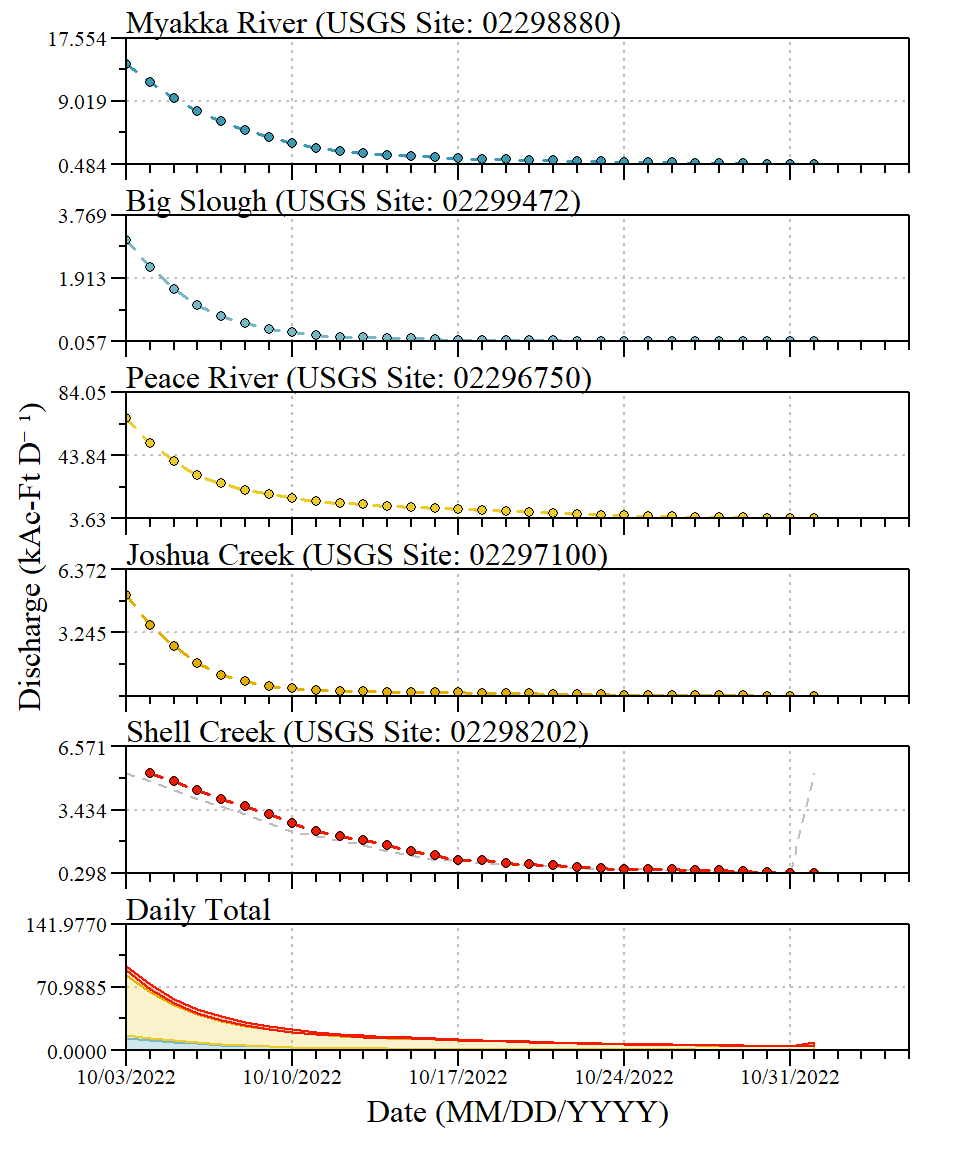 Myakka River (USGS Site: 02298880)
17.554
9.019
0.484
Big Slough (USGS Site: 02299472)
3.769
1.913
0.057
Peace River (USGS Site: 02296750)
84.05
43.84
3.63
Joshua Creek (USGS Site: 02297100)
6.372
3.245
Shell Creek (USGS Site: 02298202)
6.571
3.434
0.298
Daily Total
141.9770
70.9885
0.0000
10/03/2022 10/10/2022 10/17/2022 10/24/2022 10/31/2022
Date (MM/DD/YYYY)
Discharge (kAc-Ft D⁻¹)